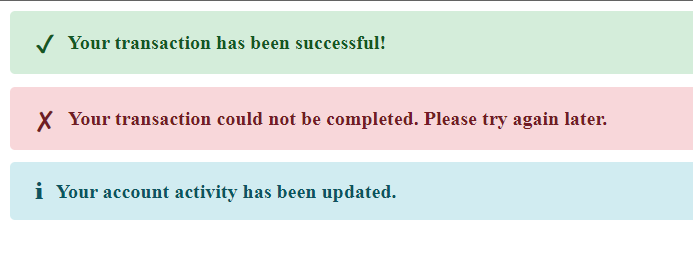 ✓ Your transaction has been successful!
✗ Your transaction could not be completed. Please try again later.
ℹ Your account activity has been updated.